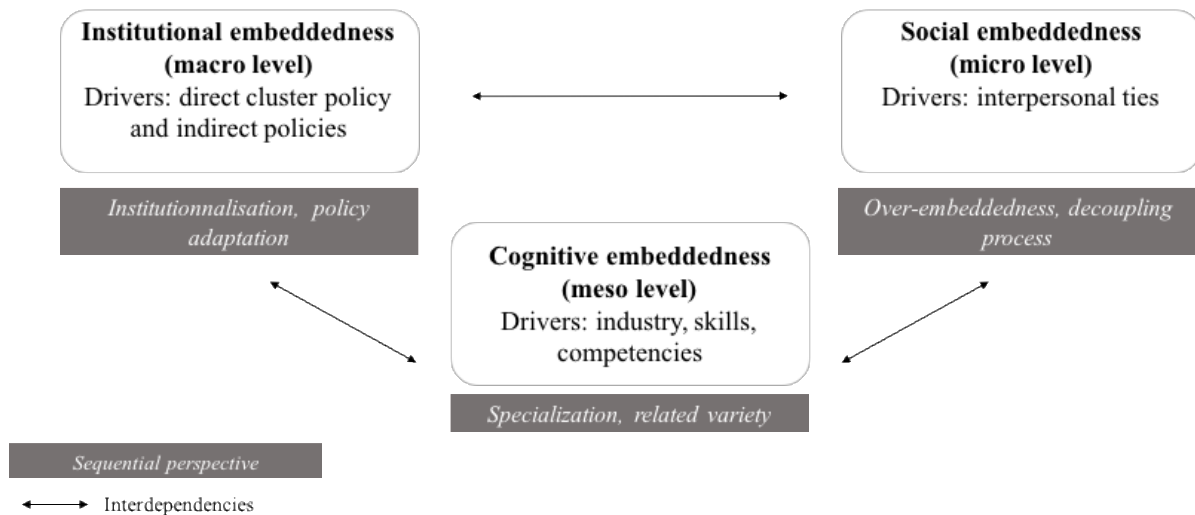 Institutional embeddedness
(macro level)
Drivers: direct cluster policy
and indirect policies
Institutionnalisation, policy
adaptation
Social embeddedness
(micro level)
Drivers: interpersonal ties
Over-embeddedness, decoupling
process
Cognitive embeddedness
(meso level)
Drivers: industry, skills,
competencies
Specialization, related variety
Sequential perspective
Interdependencies